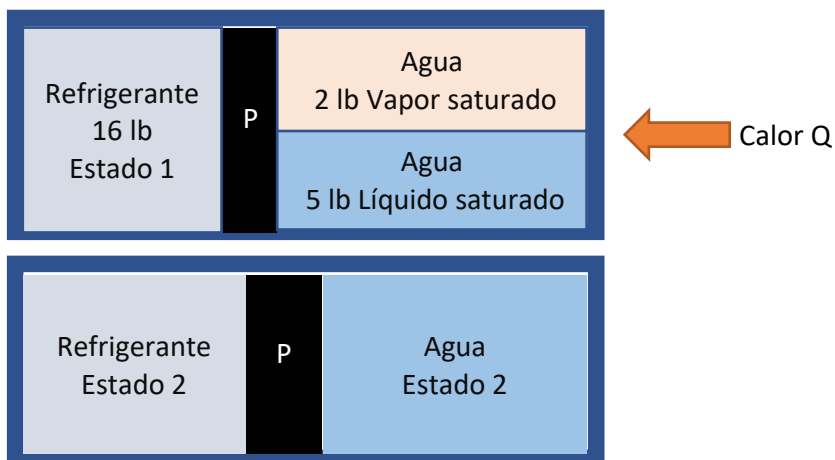 Refrigerante
16 lb
Estado 1
P
Agua
2 lb Vapor saturado
Agua
5 lb Líquido saturado
Calor Q
Refrigerante
Estado 2
P
Agua
Estado 2